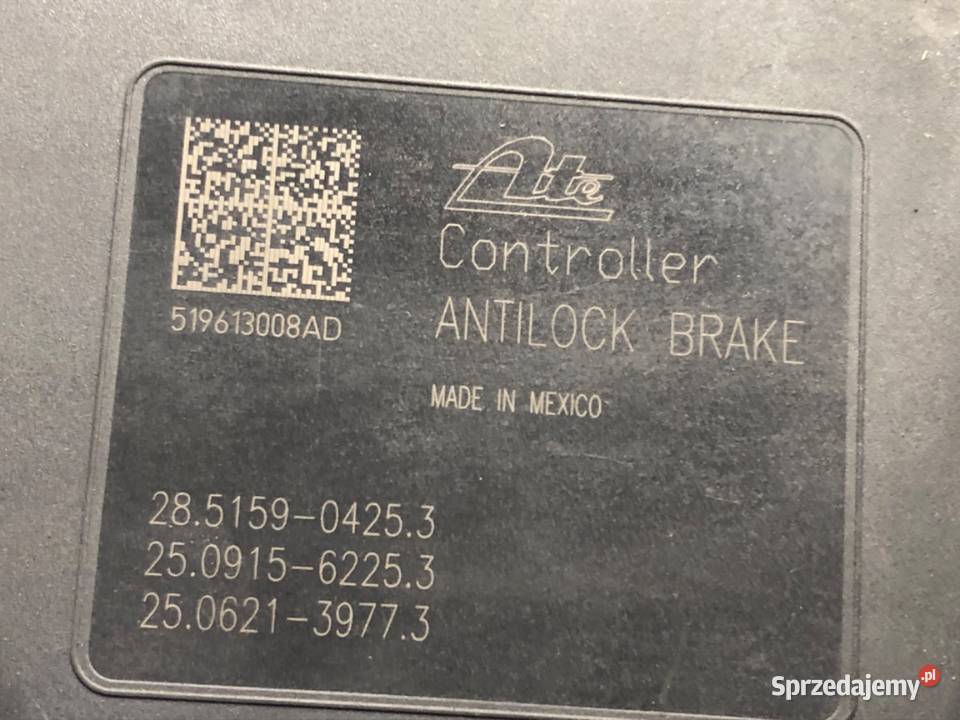 Ate
519613008AD
Controller
ANTILOCK BRAKE
MADE IN MEXICO
28.5159-0425.3
25.0915-6225.3
25.0621-3977.3
Sprzedajemy.pl